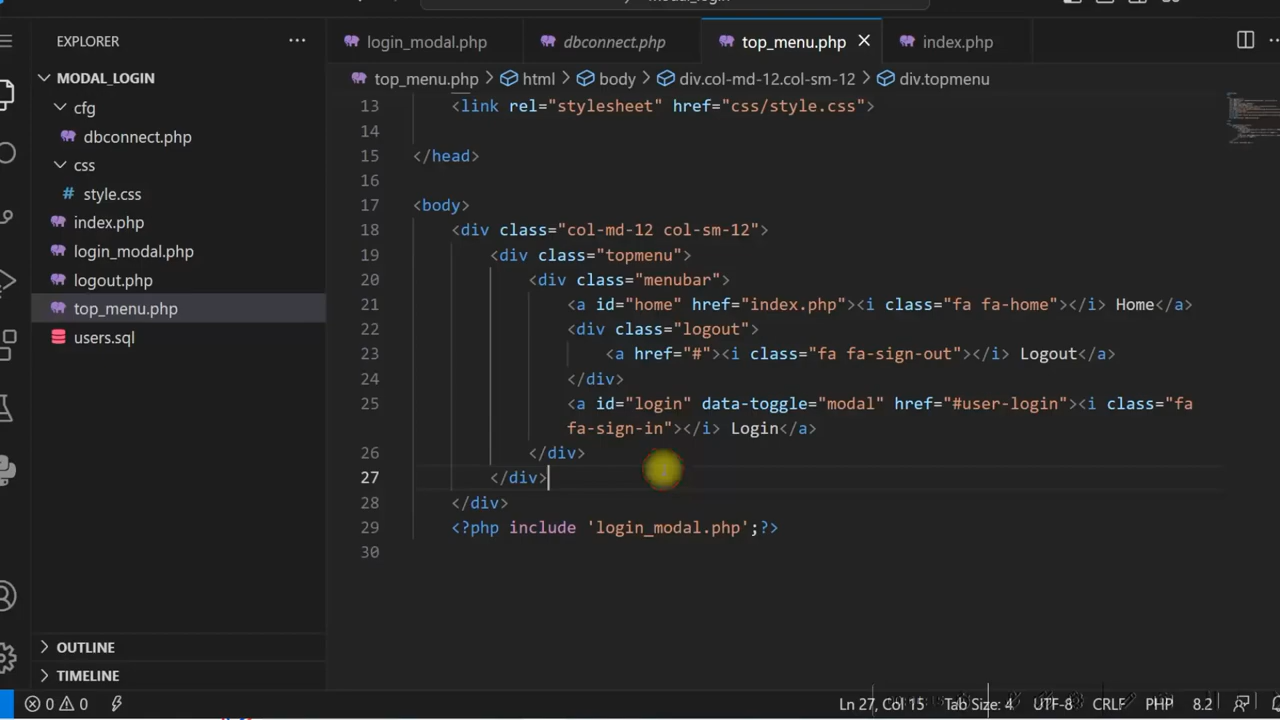 EXPLORER
MODAL_LOGIN
cfg
dbconnect.php
css
style.css
index.php
login_modal.php
logout.php
top_menu.php
users.sql
OUTLINE
TIMELINE
login_modal.php dbconnect.php top_menu.php index.php
top_menu.php > html > body > div.col-md-12.col-sm-12 > div.topmenu
13 <link rel="stylesheet" href="css/style.css">
14
15 </head>
16
17 <body>
18 <div class="col-md-12 col-sm-12">
19 <div class="topmenu">
20 <div class="menubar">
21 <a id="home" href="index.php"><i class="fa fa-home"></i> Home</a>
22 <div class="logout">
23 <a href="#"><i class="fa fa-sign-out"></i> Logout</a>
24 </div>
25 <a id="login" data-toggle="modal" href="#user-login"><i class="fa
fa-sign-in"></i> Login</a>
26 </div>
27 </div>
28 </div>
29 <?php include 'login_modal.php';?>
30
0 0 Ln 27, Col 15 Tab Size: 4 UTF-8 CRLF PHP 8.2